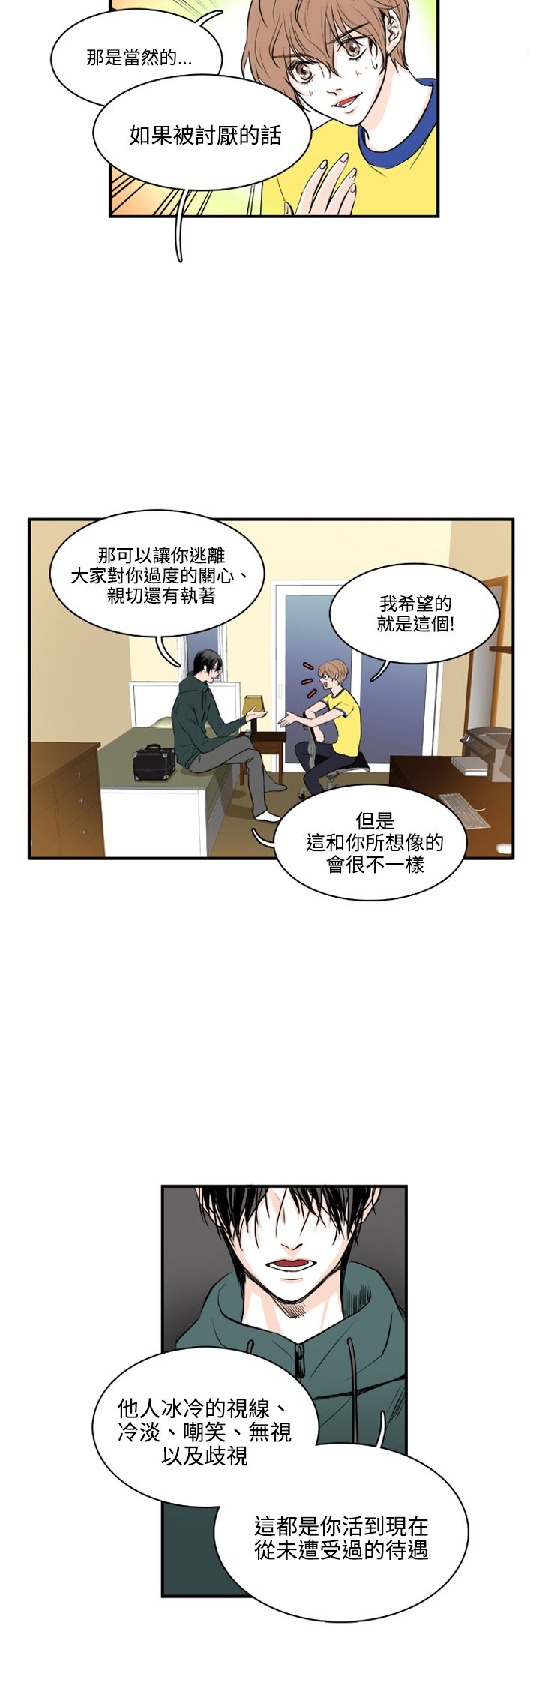 那是當然的...
如果被討厭的話
那可以讓你逃離
大家對你過度的關心、
親切還有執著
我希望的
就是這個!
但是
這和你所想像的
會很不一樣
他人冰冷的視線、
冷淡、嘲笑、無視
以及歧視
這都是你活到現在
從未遭受過的待遇